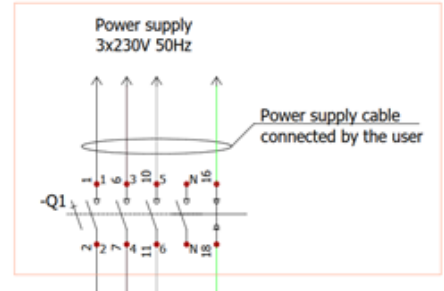 Power supply
3x230V 50Hz
Power supply cable
connected by the user
1 1 6 3 10 5 N 16
-Q1
2 2 7 4 11 6 N 18